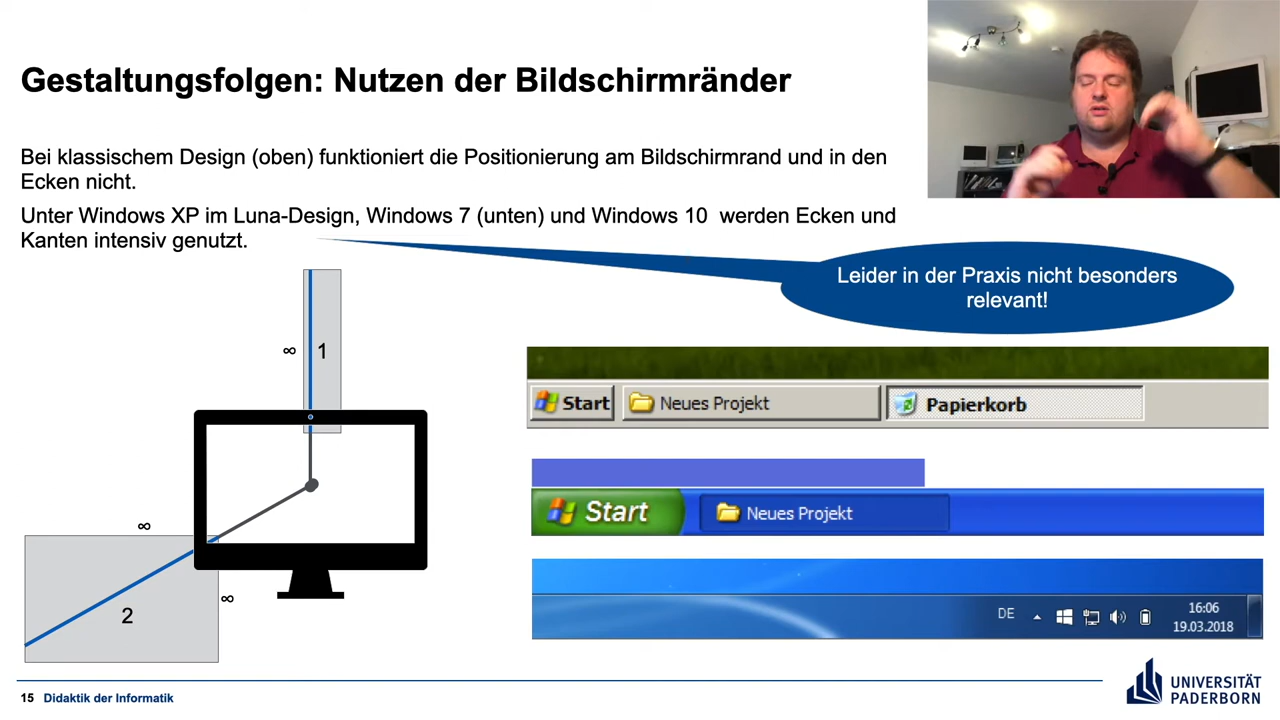 Gestaltungsfolgen: Nutzen der Bildschirmränder
Bei klassischem Design (oben) funktioniert die Positionierung am Bildschirmrand und in den
Ecken nicht.
Unter Windows XP im Luna-Design, Windows 7 (unten) und Windows 10 werden Ecken und
Kanten intensiv genutzt.
Leider in der Praxis nicht besonders
relevant!
∞ 1
∞
2
∞
Start Neues Projekt Papierkorb
Start Neues Projekt
DE 16:06
19.03.2018
15 Didaktik der Informatik
UNIVERSITÄT
PADERBORN